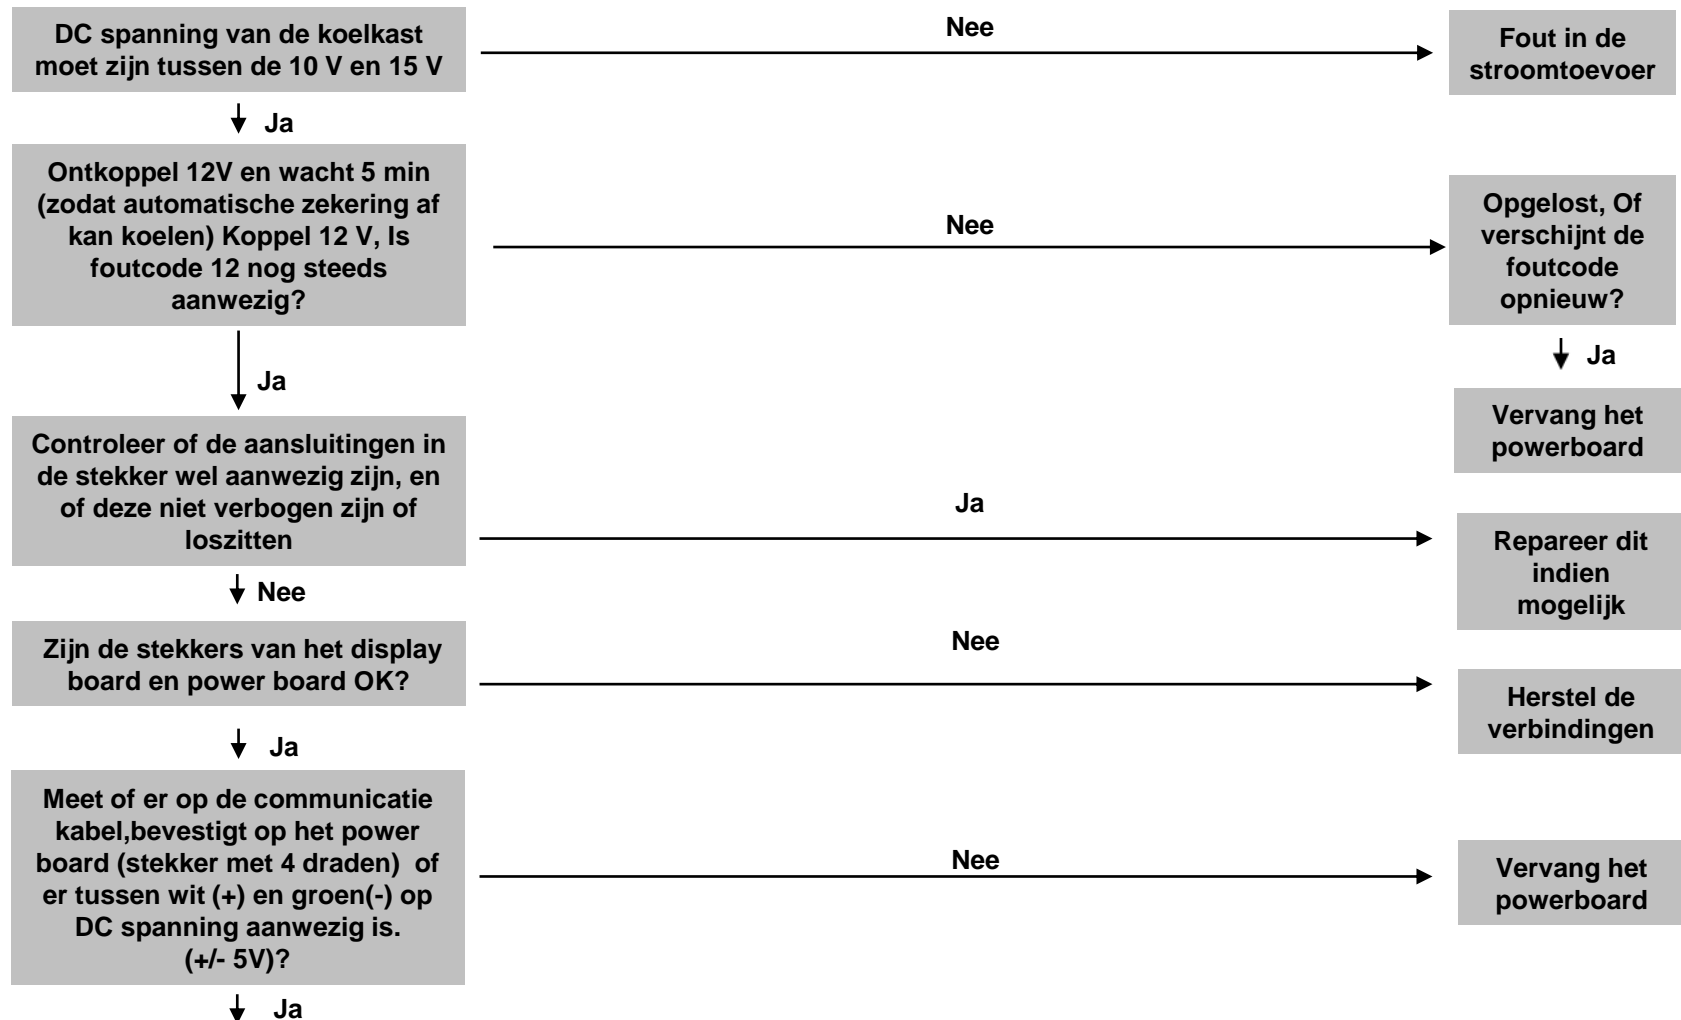 DC spanning van de koelkast
moet zijn tussen de 10 V en 15 V
Nee
Fout in de
stroomtoevoer
Ja
Ontkoppel 12V en wacht 5 min
(zodat automatische zekering af
kan koelen) Koppel 12 V, Is
foutcode 12 nog steeds
aanwezig?
Nee
Opgelost, Of
verschijnt de
foutcode
opnieuw?
Ja
Vervang het
powerboard
Ja
Controleer of de aansluitingen in
de stekker wel aanwezig zijn, en
of deze niet verbogen zijn of
loszitten
Ja
Repareer dit
indien
mogelijk
Nee
Zijn de stekkers van het display
board en power board OK?
Nee
Herstel de
verbindingen
Ja
Meet of er op de communicatie
kabel,bevestigt op het power
board (stekker met 4 draden) of
er tussen wit (+) en groen(-) op
DC spanning aanwezig is.
(+/- 5V)?
Nee
Vervang het
powerboard
Ja